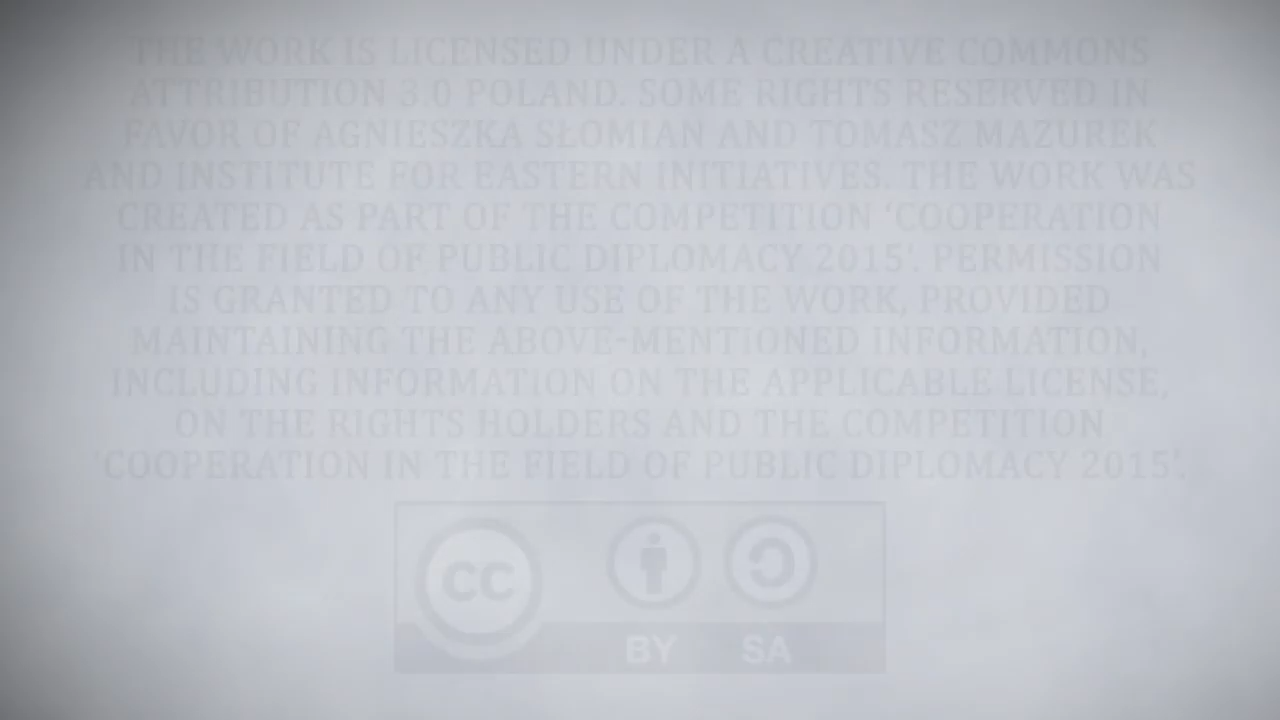 THE WORK IS LICENSED UNDER A CREATIVE COMMONS
ATTRIBUTION 3.0 POLAND. SOME RIGHTS RESERVED IN
FAVOR OF AGNIESZKA SŁOMIAN AND TOMASZ MAZUREK
AND INSTITUTE FOR EASTERN INITIATIVES. THE WORK WAS
CREATED AS PART OF THE COMPETITION ‘COOPERATION
IN THE FIELD OF PUBLIC DIPLOMACY 2015’. PERMISSION
IS GRANTED TO ANY USE OF THE WORK, PROVIDED
MAINTAINING THE ABOVE-MENTIONED INFORMATION,
INCLUDING INFORMATION ON THE APPLICABLE LICENSE,
ON THE RIGHTS HOLDERS AND THE COMPETITION
‘COOPERATION IN THE FIELD OF PUBLIC DIPLOMACY 2015’.
CC
BY SA